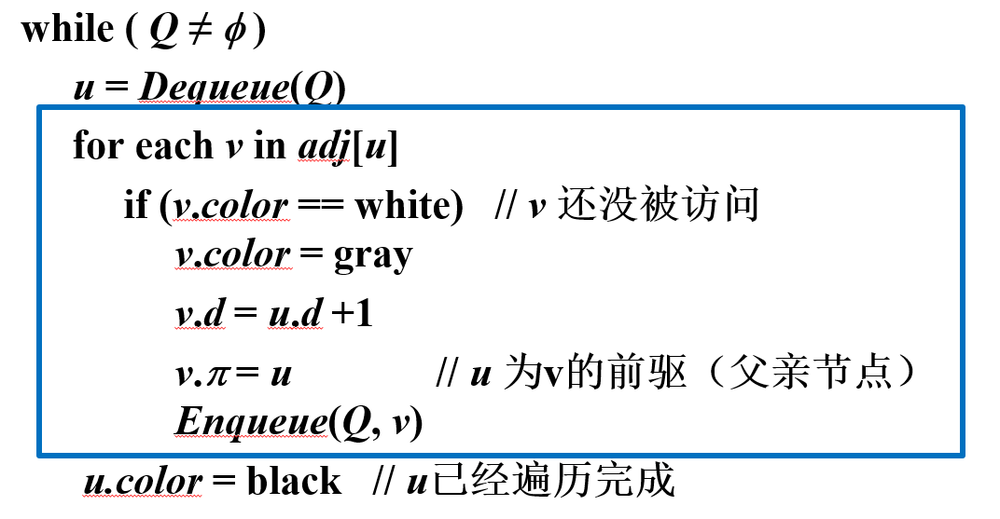 while ( Q ≠ ϕ )
u = Dequeue(Q)
for each v in adj[u]
if (v.color == white) // v 还没被访问
v.color = gray
v.d = u.d +1
v.π = u // u 为v的前驱（父亲节点）
Enqueue(Q, v)
u.color = black // u已经遍历完成